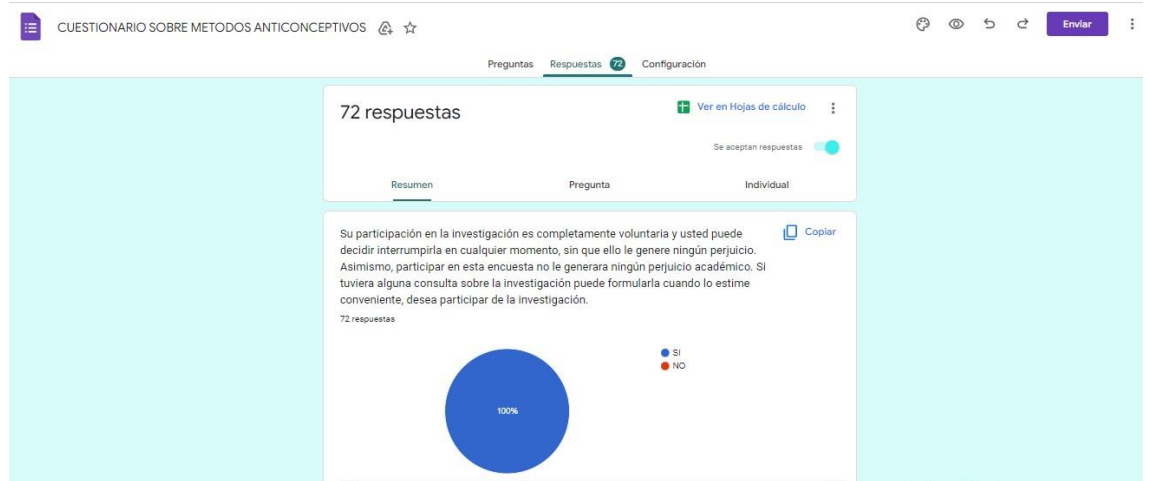 CUESTIONARIO SOBRE METODOS ANTICONCEPTIVOS
Enviar
Preguntas Respuestas 72 Configuración
72 respuestas
Ver en Hojas de cálculo
Se aceptan respuestas
Resumen Pregunta Individual
Su participación en la investigación es completamente voluntaria y usted puede
decidir interrumpirla en cualquier momento, sin que ello le genere ningún perjuicio.
Asimismo, participar en esta encuesta no le generara ningún perjuicio académico. Si
tuviera alguna consulta sobre la investigación puede formularla cuando lo estime
conveniente, desea participar de la investigación.
Copiar
72 respuestas
SI
NO
100%